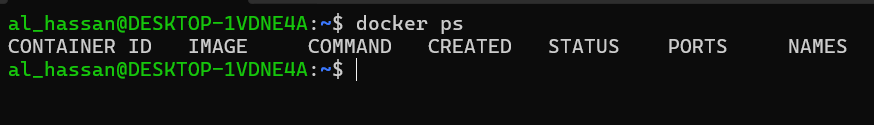 al_hassan@DESKTOP-1VDNE4A:~$ docker ps
CONTAINER ID   IMAGE     COMMAND   CREATED   STATUS    PORTS     NAMES
al_hassan@DESKTOP-1VDNE4A:~$